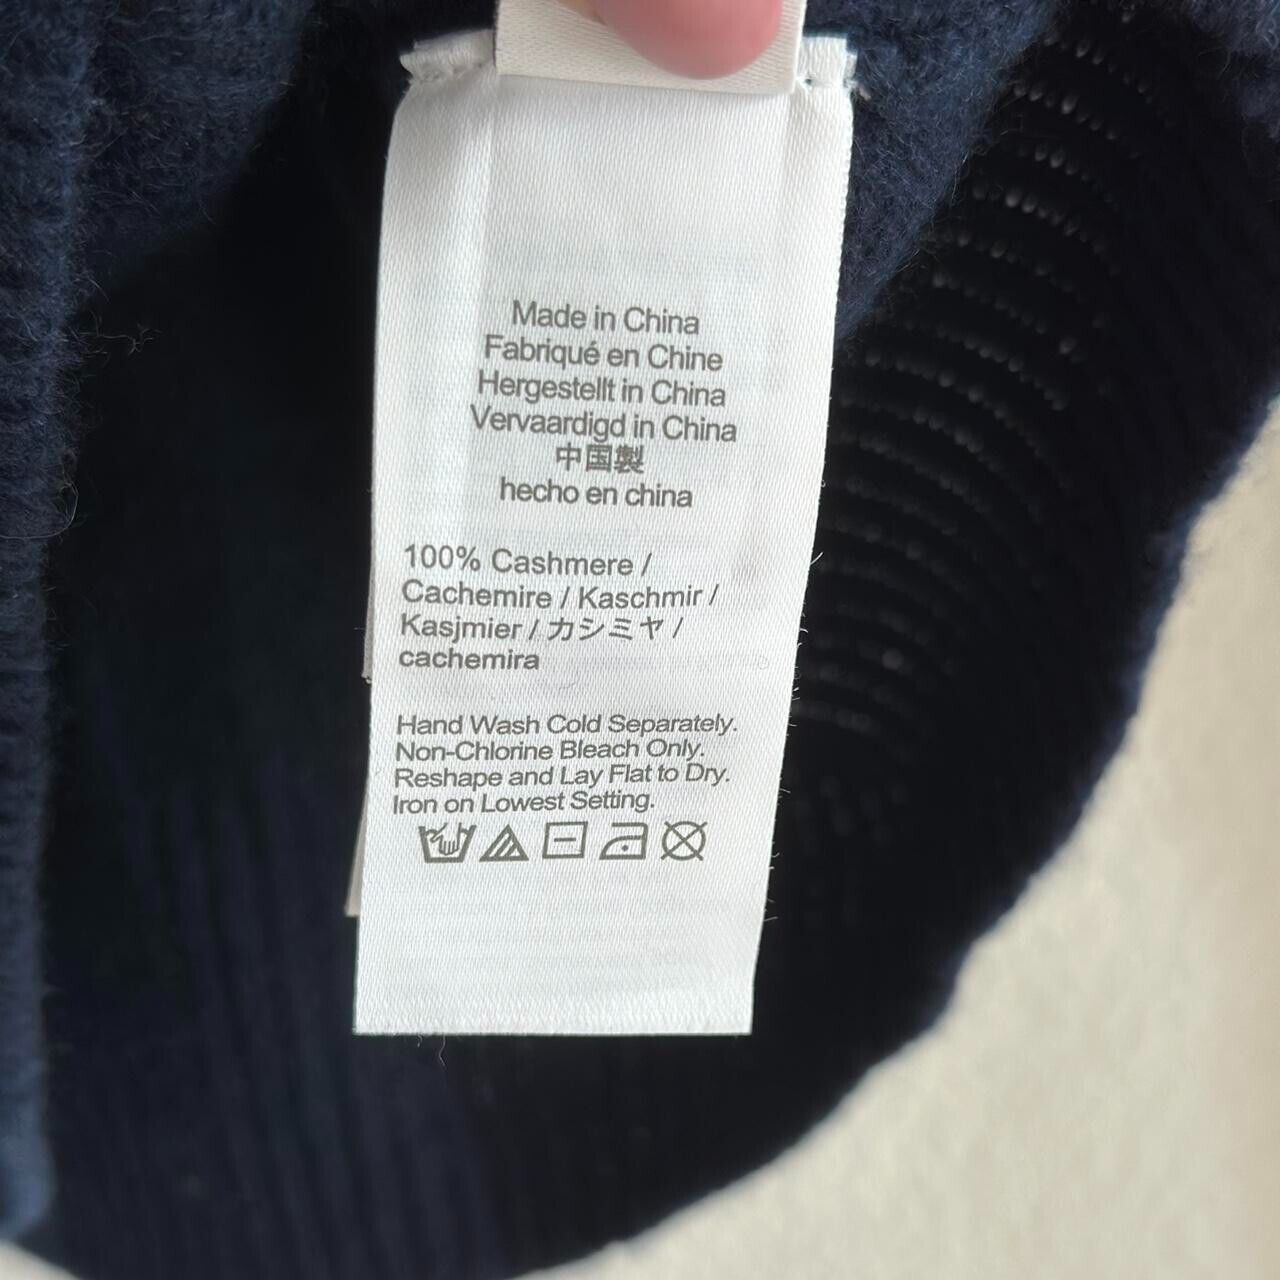 Made in China
Fabriqué en Chine
Hergestellt in China
Vervaardigd in China
中国製
hecho en china
100% Cashmere /
Cachemire / Kaschmir /
Kasjmier / カシミヤ /
cachemira
Hand Wash Cold Separately.
Non-Chlorine Bleach Only.
Reshape and Lay Flat to Dry.
Iron on Lowest Setting.